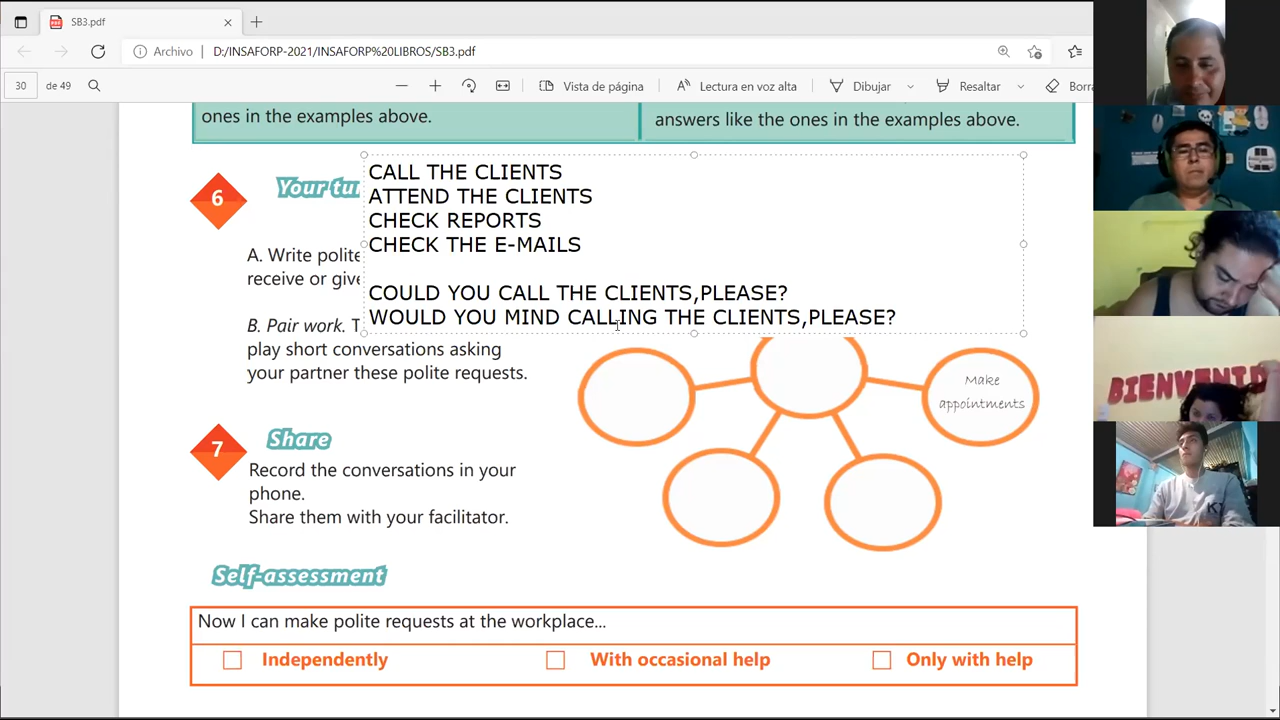 SB3.pdf
Archivo
D:/INSAFORP-2021/INSAFORP%20LIBROS/SB3.pdf
30 de 49
Vista de página
Lectura en voz alta
Dibujar
Resaltar
ones in the examples above.
answers like the ones in the examples above.
6
CALL THE CLIENTS
ATTEND THE CLIENTS
CHECK REPORTS
CHECK THE E-MAILS
COULD YOU CALL THE CLIENTS,PLEASE?
WOULD YOU MIND CALLING THE CLIENTS,PLEASE?
Your
A. Write polite
receive or give
B. Pair work.
play short conversations asking
your partner these polite requests.
Make
appointments
7
Share
Record the conversations in your
phone.
Share them with your facilitator.
Self-assessment
Now I can make polite requests at the workplace...
Independently
With occasional help
Only with help
BIENVENID